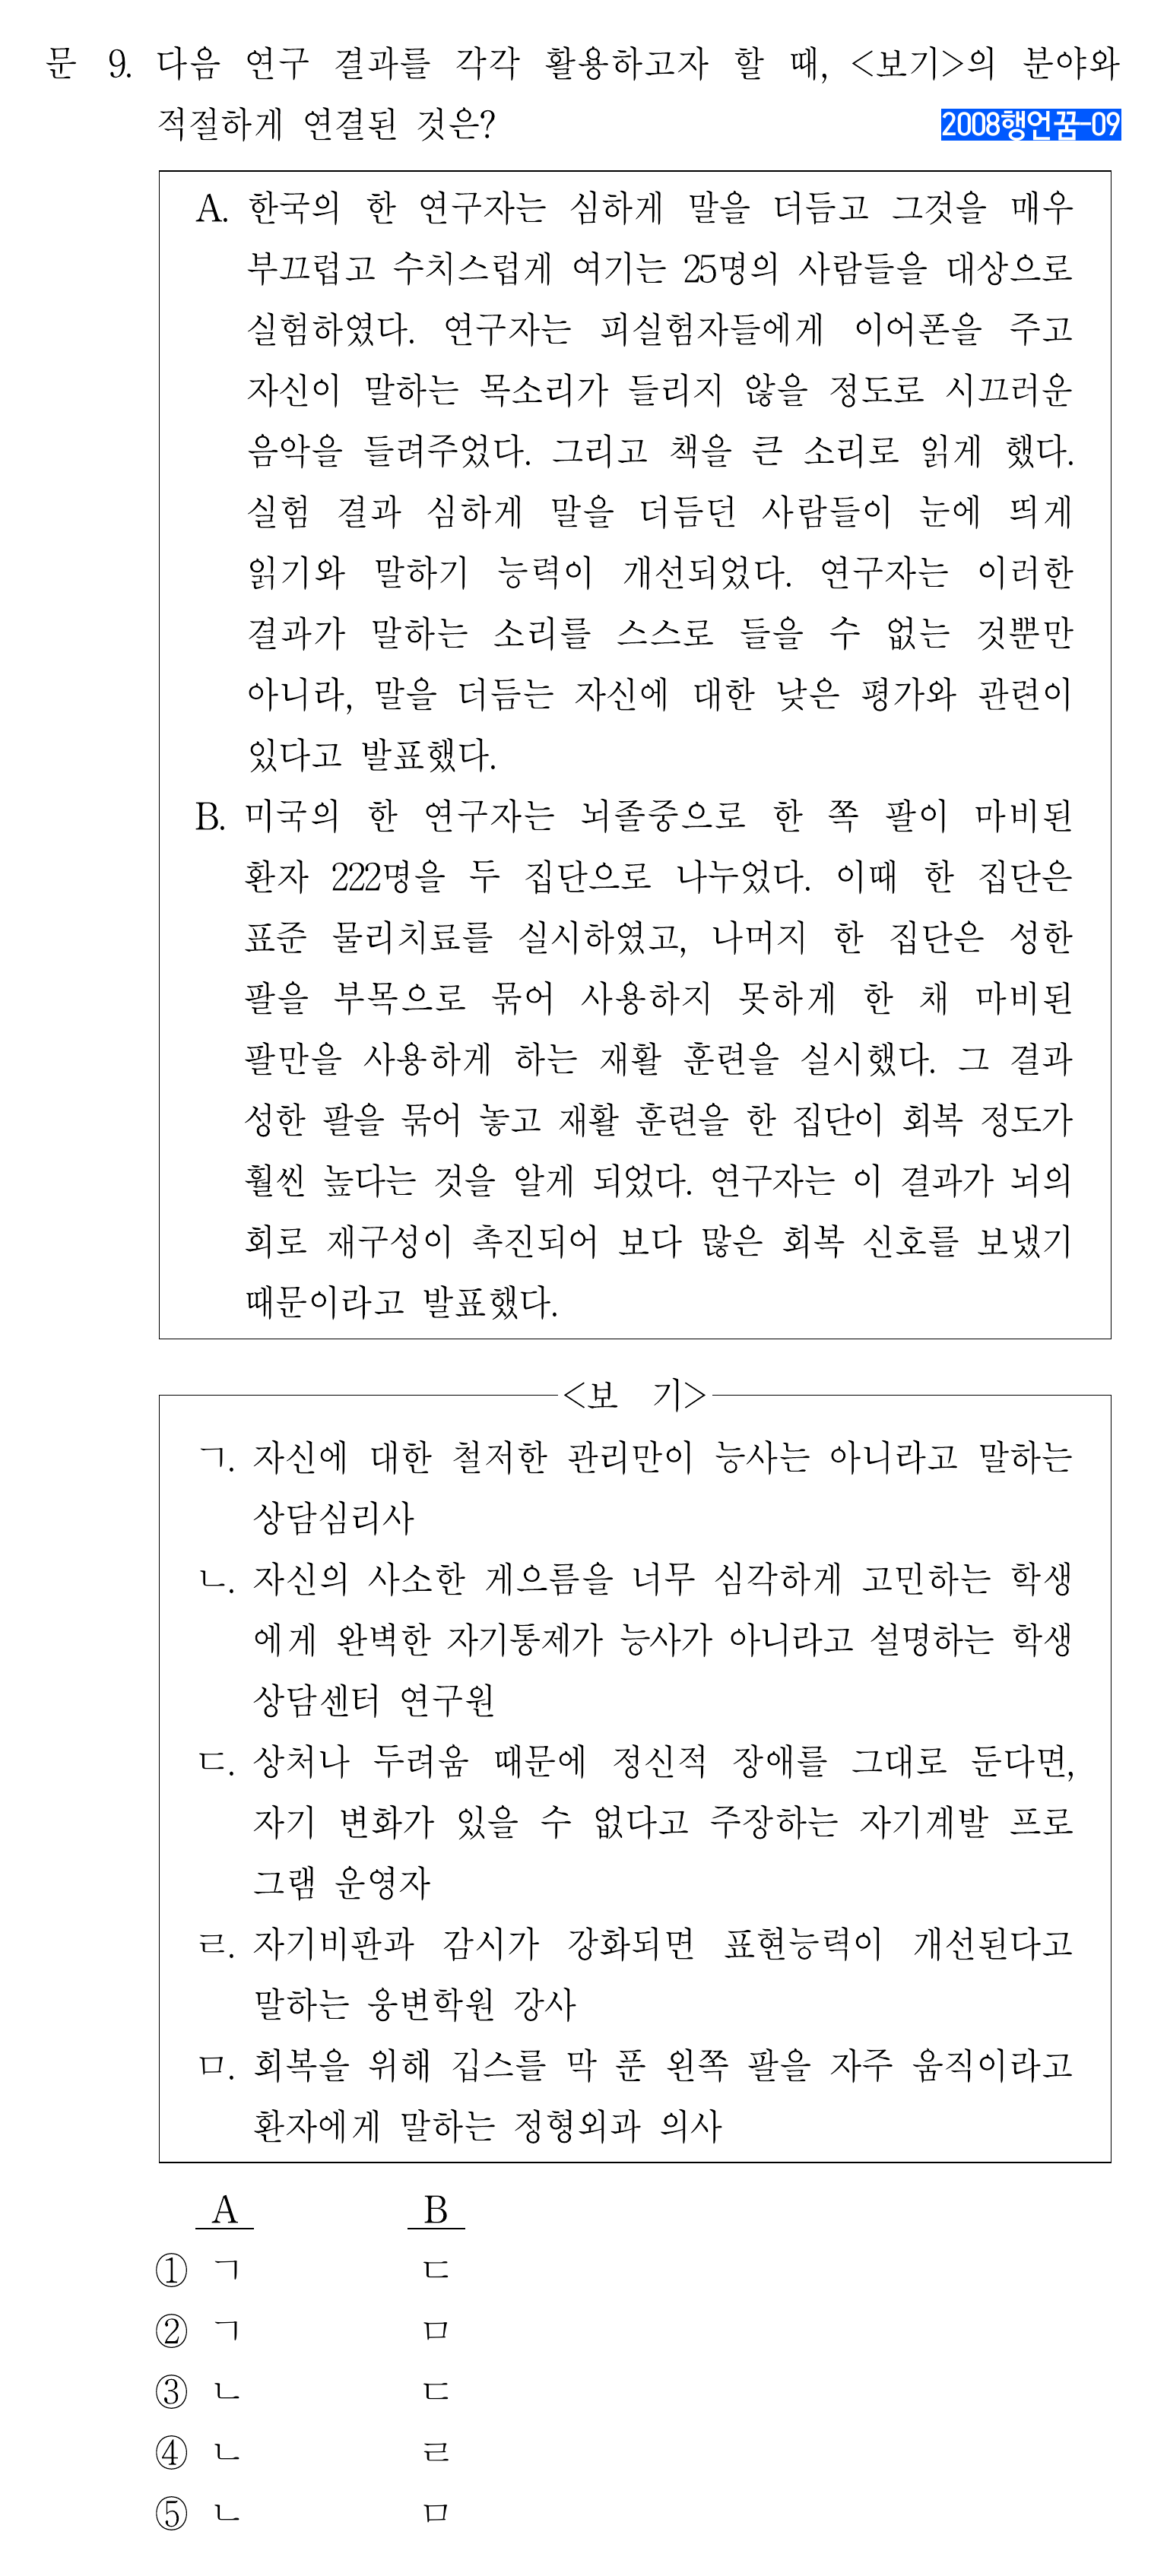 문 9. 다음 연구 결과를 각각 활용하고자 할 때, <보기>의 분야와
적절하게 연결된 것은?
2008행언꿈-09
A. 한국의 한 연구자는 심하게 말을 더듬고 그것을 매우
부끄럽고 수치스럽게 여기는 25명의 사람들을 대상으로
실험하였다. 연구자는 피실험자들에게 이어폰을 주고
자신이 말하는 목소리가 들리지 않을 정도로 시끄러운
음악을 들려주었다. 그리고 책을 큰 소리로 읽게 했다.
실험 결과 심하게 말을 더듬던 사람들이 눈에 띄게
읽기와 말하기 능력이 개선되었다. 연구자는 이러한
결과가 말하는 소리를 스스로 들을 수 없는 것뿐만
아니라, 말을 더듬는 자신에 대한 낮은 평가와 관련이
있다고 발표했다.
B. 미국의 한 연구자는 뇌졸중으로 한 쪽 팔이 마비된
환자 222명을 두 집단으로 나누었다. 이때 한 집단은
표준 물리치료를 실시하였고, 나머지 한 집단은 성한
팔을 부목으로 묶어 사용하지 못하게 한 채 마비된
팔만을 사용하게 하는 재활 훈련을 실시했다. 그 결과
성한 팔을 묶어 놓고 재활 훈련을 한 집단이 회복 정도가
훨씬 높다는 것을 알게 되었다. 연구자는 이 결과가 뇌의
회로 재구성이 촉진되어 보다 많은 회복 신호를 보냈기
때문이라고 발표했다.
<보 기>
ㄱ. 자신에 대한 철저한 관리만이 능사는 아니라고 말하는
상담심리사
ㄴ. 자신의 사소한 게으름을 너무 심각하게 고민하는 학생
에게 완벽한 자기통제가 능사가 아니라고 설명하는 학생
상담센터 연구원
ㄷ. 상처나 두려움 때문에 정신적 장애를 그대로 둔다면,
자기 변화가 있을 수 없다고 주장하는 자기계발 프로
그램 운영자
ㄹ. 자기비판과 감시가 강화되면 표현능력이 개선된다고
말하는 웅변학원 강사
ㅁ. 회복을 위해 깁스를 막 푼 왼쪽 팔을 자주 움직이라고
환자에게 말하는 정형외과 의사
A B
① ㄱ ㄷ
② ㄱ ㅁ
③ ㄴ ㄷ
④ ㄴ ㄹ
⑤ ㄴ ㅁ